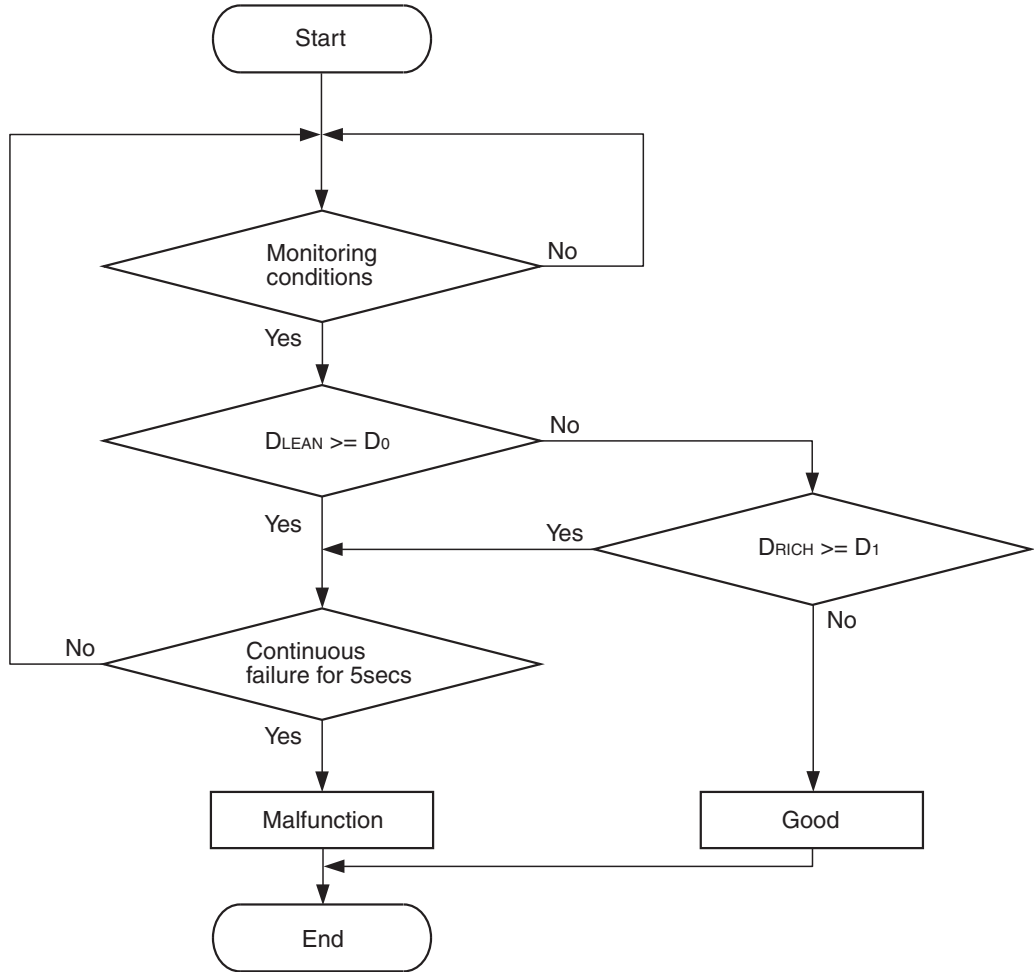 Start
Monitoring
conditions
No
Yes
DLEAN >= D0
No
Yes
Yes
DRICH >= D1
No
No
Continuous
failure for 5secs
Yes
Malfunction
Good
End